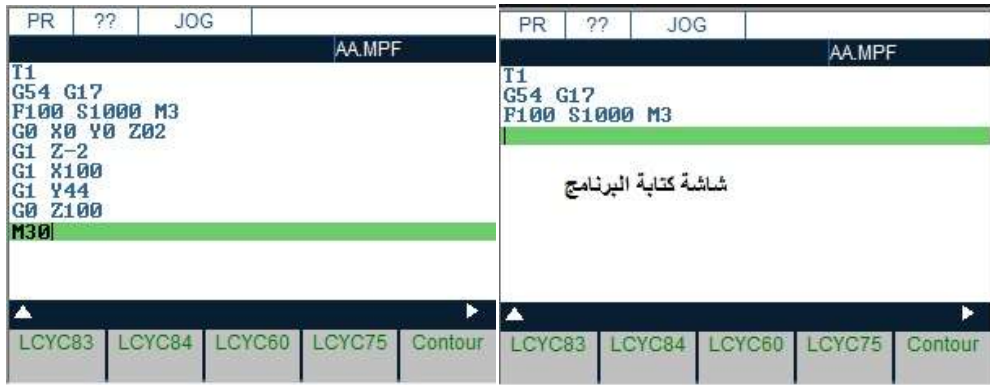 PR ?? JOG
AA.MPF
T1
G54 G17
F100 S1000 M3
G0 X0 Y0 Z02
G1 Z-2
G1 X100
G1 Y44
G0 Z100
M30
LCYC83 LCYC84 LCYC60 LCYC75 Contour
PR ?? JOG
AA.MPF
T1
G54 G17
F100 S1000 M3
شاشة كتابة البرنامج
LCYC83 LCYC84 LCYC60 LCYC75 Contour